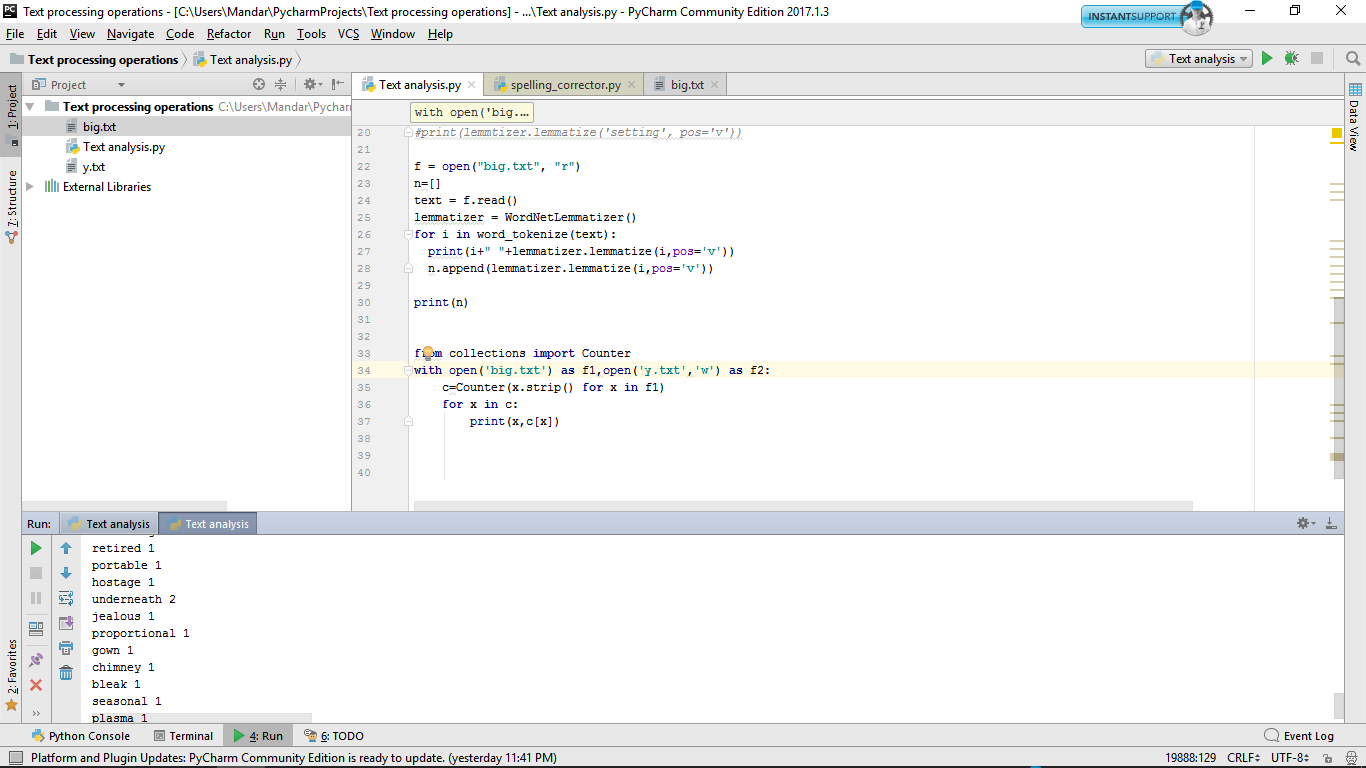 Text processing operations - [C:\Users\Mandar\PycharmProjects\Text processing operations] - ...\Text analysis.py - PyCharm Community Edition 2017.1.3
INSTANTSUPPORT
File Edit View Navigate Code Refactor Run Tools VCS Window Help
Text processing operations Text analysis.py
Text analysis
Project
Text analysis.py spelling_corrector.py big.txt
1: Project
7: Structure
2: Favorites
Data View
Text processing operations C:\Users\Mandar\Pycharm
big.txt
Text analysis.py
y.txt
External Libraries
with open('big....
20 #print(lemmtizer.lemmatize('setting', pos='v'))
21
22 f = open("big.txt", "r")
23 n=[]
24 text = f.read()
25 lemmatizer = WordNetLemmatizer()
26 for i in word_tokenize(text):
27 print(i+" "+lemmatizer.lemmatize(i,pos='v'))
28 n.append(lemmatizer.lemmatize(i,pos='v'))
29
30 print(n)
31
32
33 from collections import Counter
34 with open('big.txt') as f1,open('y.txt','w') as f2:
35 c=Counter(x.strip() for x in f1)
36 for x in c:
37 print(x,c[x])
38
39
40
Run: Text analysis Text analysis
retired 1
portable 1
hostage 1
underneath 2
jealous 1
proportional 1
gown 1
chimney 1
bleak 1
seasonal 1
plasma 1
Python Console Terminal 4: Run 6: TODO Event Log
Platform and Plugin Updates: PyCharm Community Edition is ready to update. (yesterday 11:41 PM) 19888:129 CRLF UTF-8